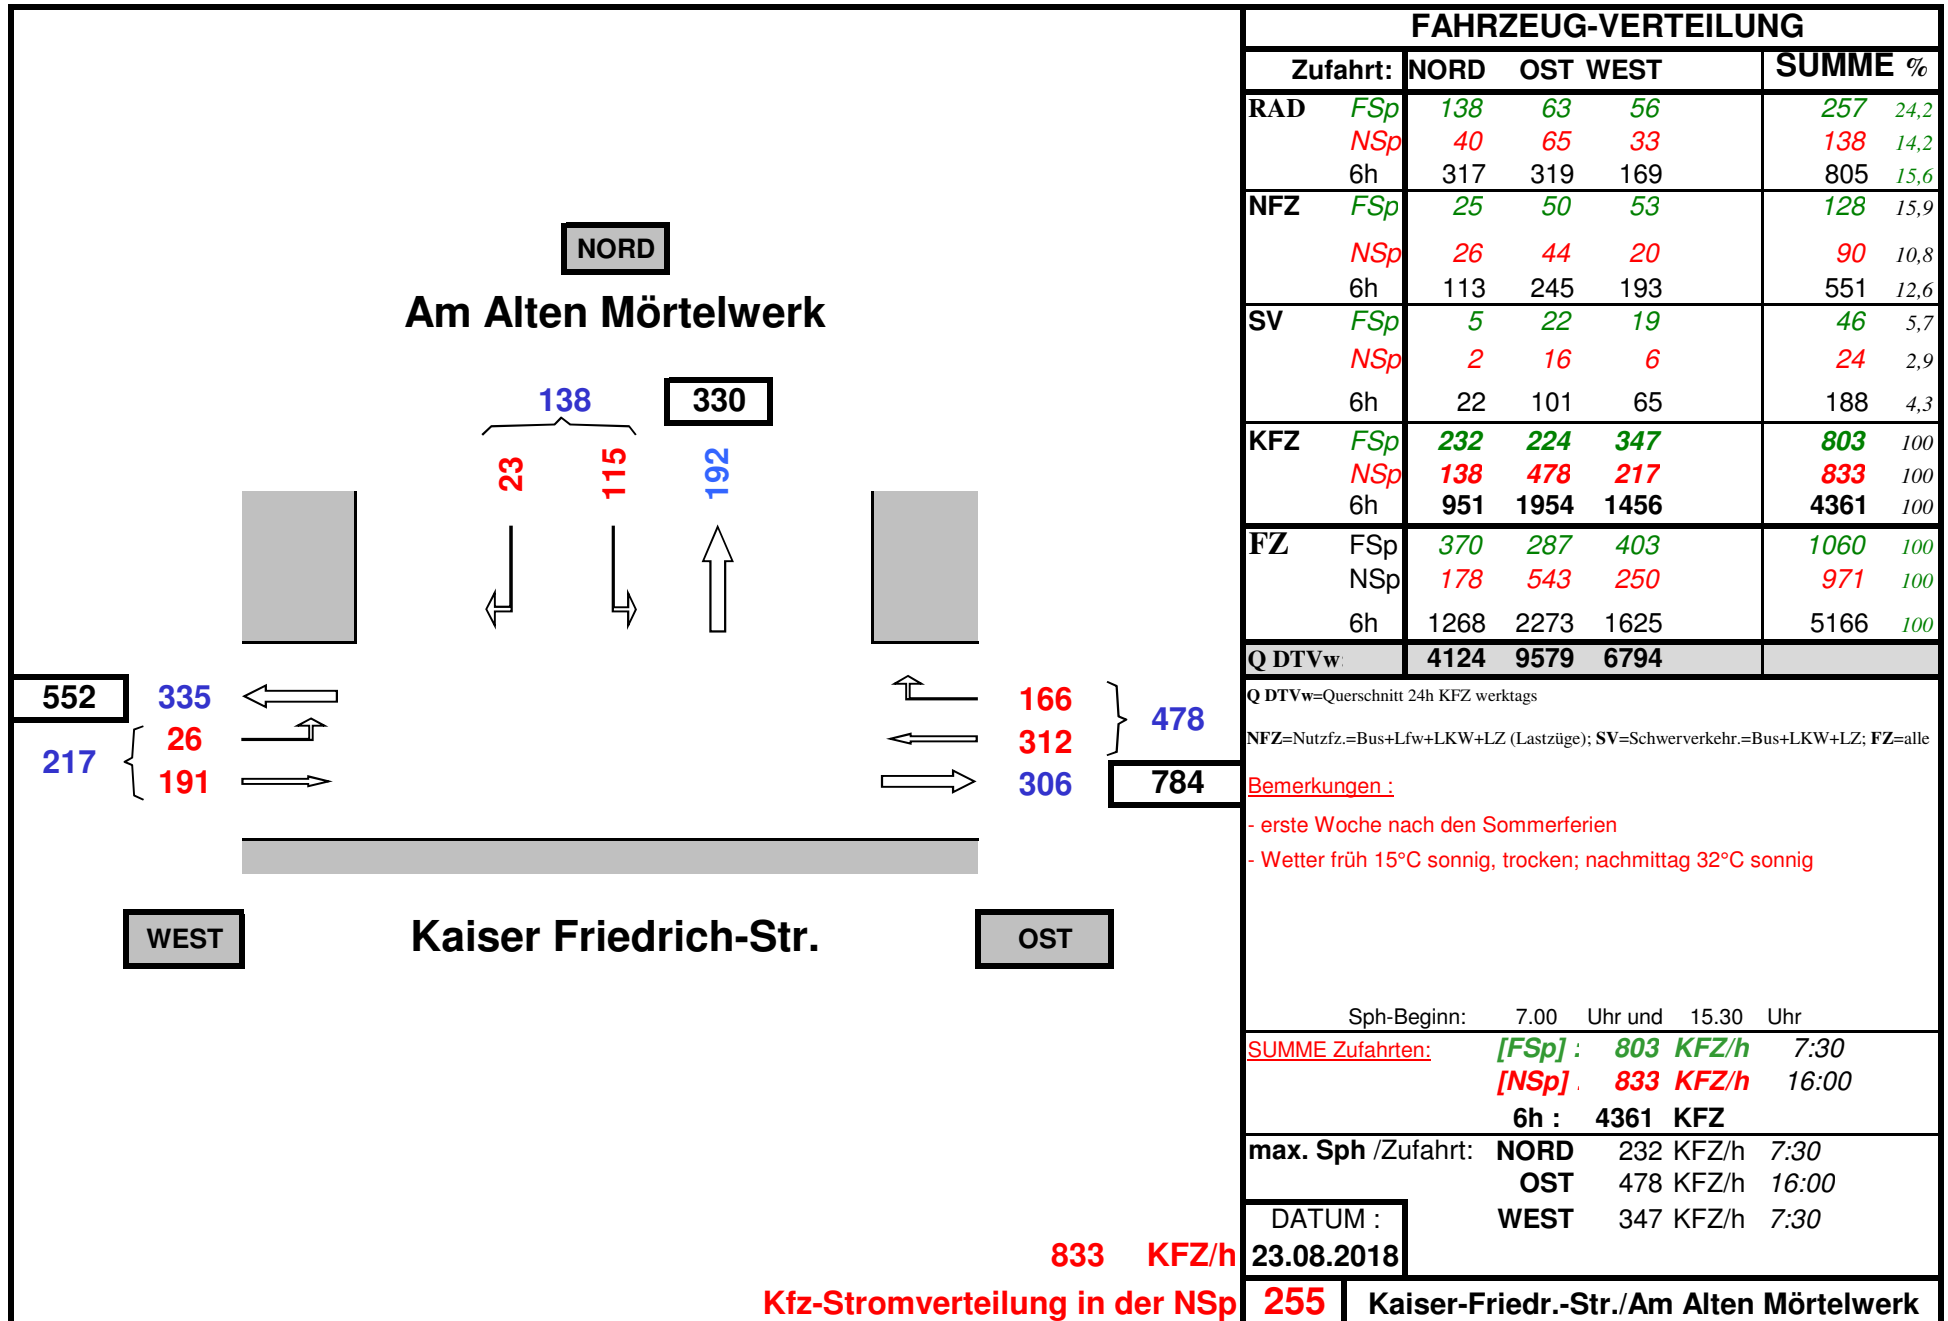 NORD
Am Alten Mörtelwerk
138 330
23 115 192
552 335
26
217
191
166
478
312
306 784
WEST Kaiser Friedrich-Str. OST
833 KFZ/h
Kfz-Stromverteilung in der NSp
FAHRZEUG-VERTEILUNG
Zufahrt: NORD OST WEST SUMME %
RAD FSp 138 63 56 257 24,2
NSp 40 65 33 138 14,2
6h 317 319 169 805 15,6
NFZ FSp 25 50 53 128 15,9
NSp 26 44 20 90 10,8
6h 113 245 193 551 12,6
SV FSp 5 22 19 46 5,7
NSp 2 16 6 24 2,9
6h 22 101 65 188 4,3
KFZ FSp 232 224 347 803 100
NSp 138 478 217 833 100
6h 951 1954 1456 4361 100
FZ FSp 370 287 403 1060 100
NSp 178 543 250 971 100
6h 1268 2273 1625 5166 100
Q DTVw: 4124 9579 6794
Q DTVw=Querschnitt 24h KFZ werktags
NFZ=Nutzfz.=Bus+Lfw+LKW+LZ (Lastzüge); SV=Schwerverkehr.=Bus+LKW+LZ; FZ=alle
Bemerkungen :
- erste Woche nach den Sommerferien
- Wetter früh 15°C sonnig, trocken; nachmittag 32°C sonnig
Sph-Beginn: 7.00 Uhr und 15.30 Uhr
SUMME Zufahrten: [FSp] : 803 KFZ/h 7:30
[NSp] : 833 KFZ/h 16:00
6h : 4361 KFZ
max. Sph /Zufahrt: NORD 232 KFZ/h 7:30
OST 478 KFZ/h 16:00
DATUM : WEST 347 KFZ/h 7:30
23.08.2018
255 Kaiser-Friedr.-Str./Am Alten Mörtelwerk